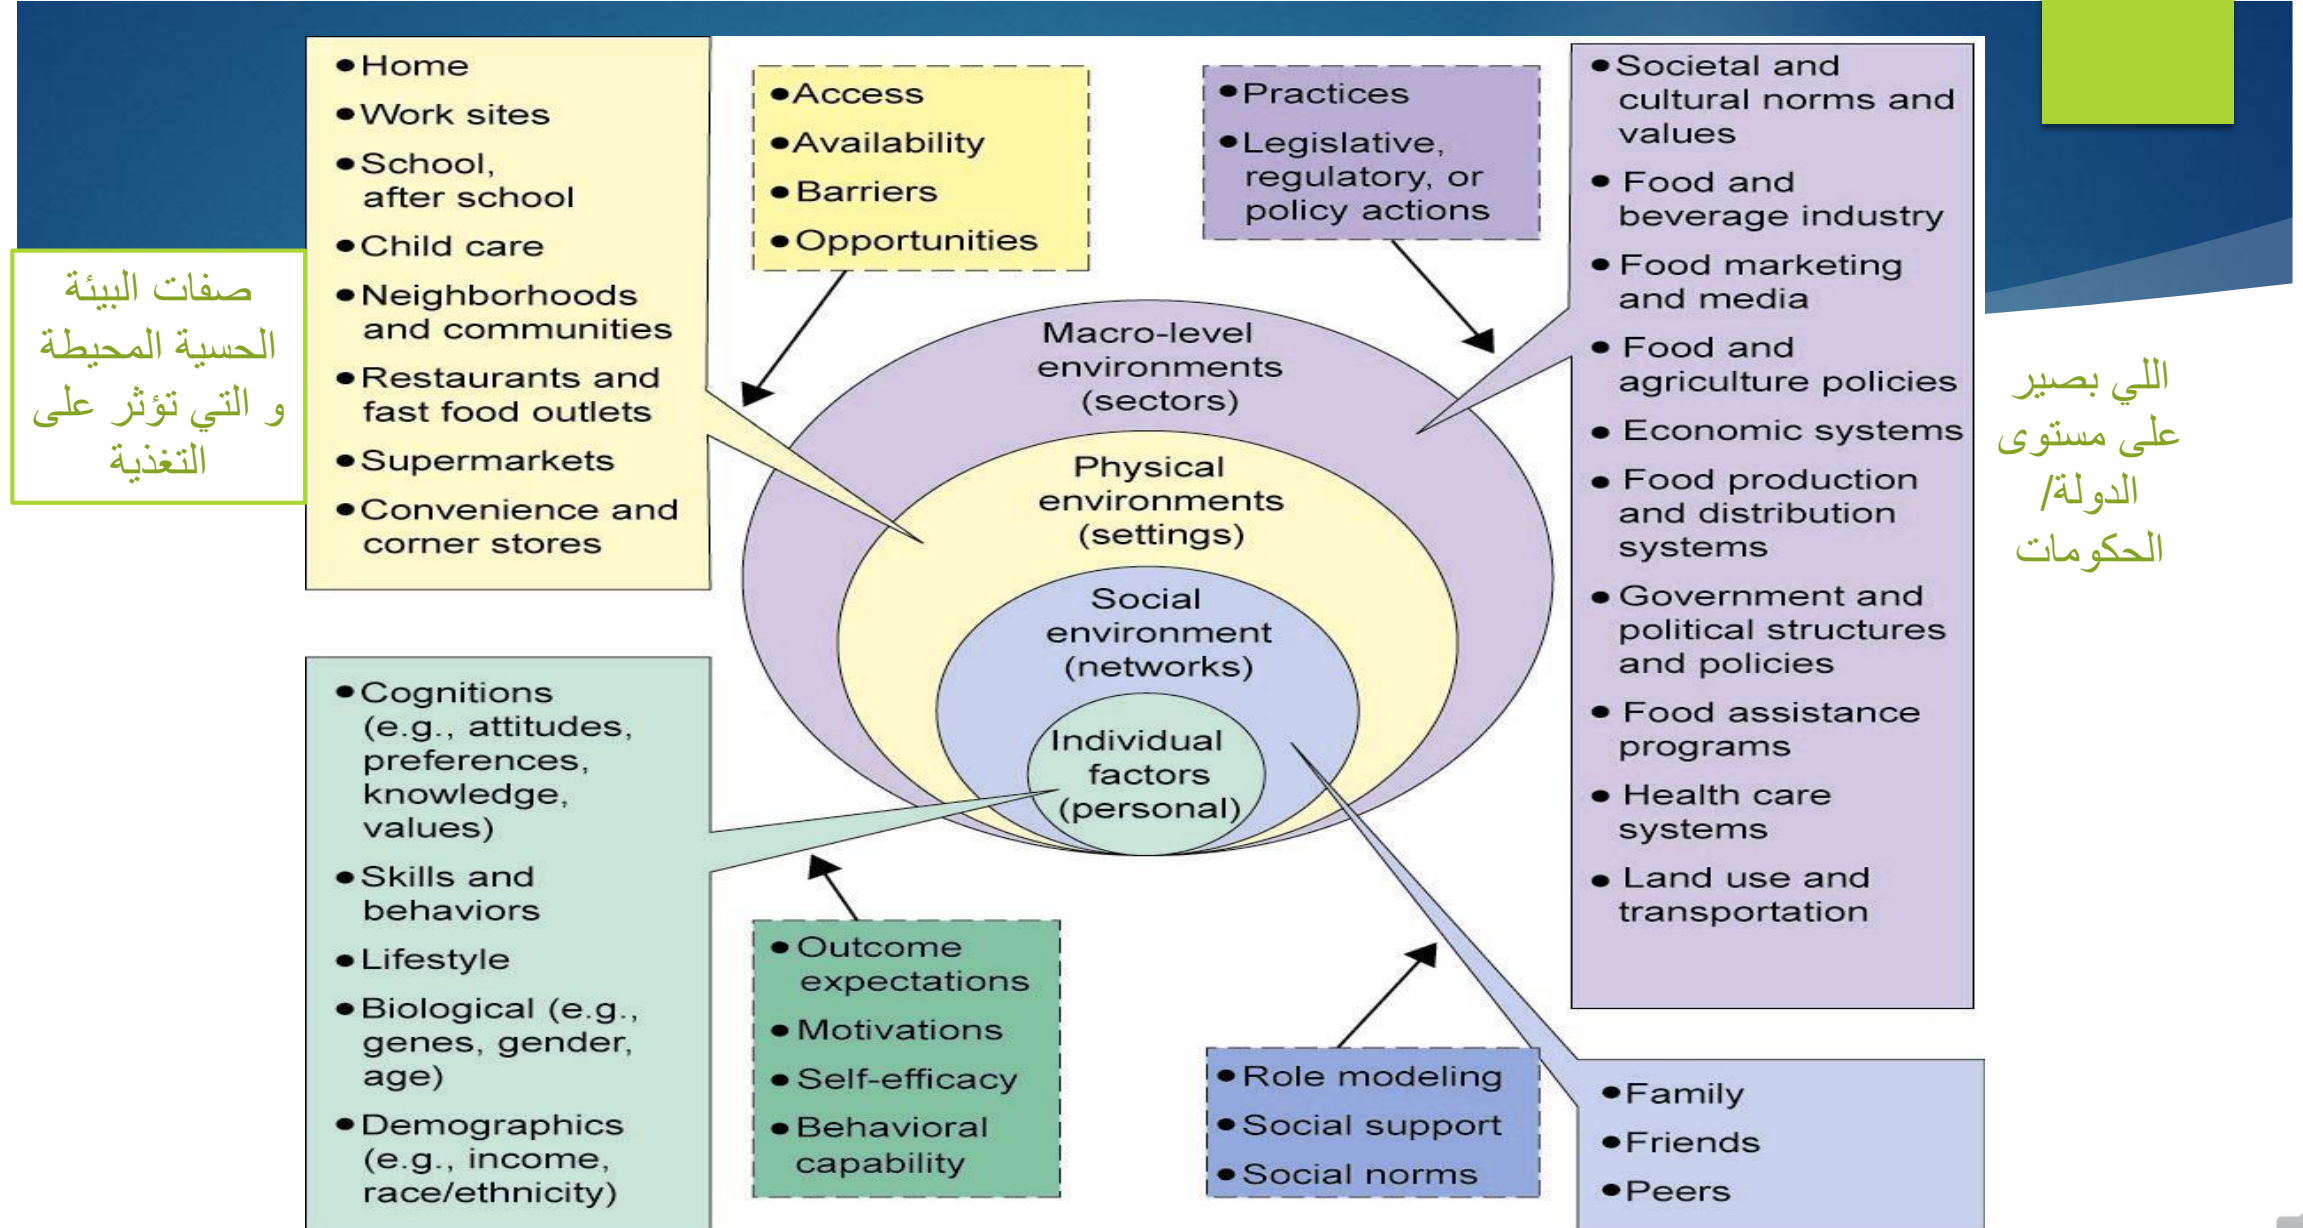 • Home
• Work sites
• School,
after school
• Child care
• Neighborhoods
and communities
• Restaurants and
fast food outlets
• Supermarkets
• Convenience and
corner stores
• Access
• Availability
• Barriers
• Opportunities
• Practices
• Legislative,
regulatory, or
policy actions
• Societal and
cultural norms and
values
• Food and
beverage industry
• Food marketing
and media
• Food and
agriculture policies
• Economic systems
• Food production
and distribution
systems
• Government and
political structures
and policies
• Food assistance
programs
• Health care
systems
• Land use and
transportation
صفات البيئة
الحسية المحيطة
و التي تؤثر على
التغذية
اللي بصير
على مستوى
الدولة/
الحكومات
Macro-level
environments
(sectors)
Physical
environments
(settings)
Social
environment
(networks)
Individual
factors
(personal)
• Cognitions
(e.g., attitudes,
preferences,
knowledge,
values)
• Skills and
behaviors
• Lifestyle
• Biological (e.g.,
genes, gender,
age)
• Demographics
(e.g., income,
race/ethnicity)
• Outcome
expectations
• Motivations
• Self-efficacy
• Behavioral
capability
• Role modeling
• Social support
• Social norms
• Family
• Friends
• Peers